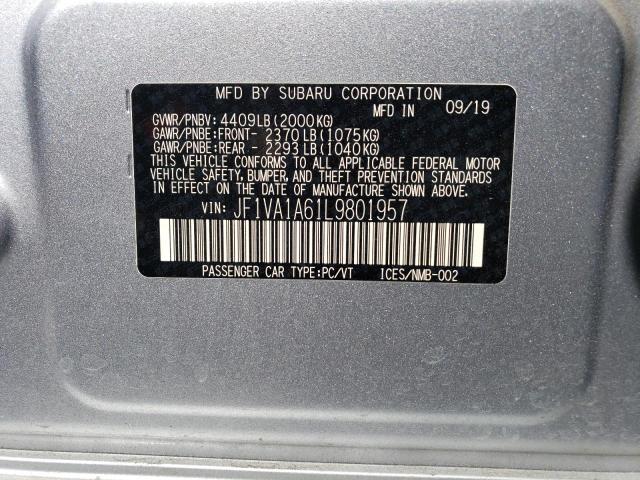 MFD BY SUBARU CORPORATION
MFD IN 09/19
GVWR/PNBV: 4409LB(2000KG)
GAWR/PNBE:FRONT- 2370LB(1075KG)
GAWR/PNBE:REAR - 2293LB(1040KG)
THIS VEHICLE CONFORMS TO ALL APPLICABLE FEDERAL MOTOR
VEHICLE SAFETY, BUMPER, AND THEFT PREVENTION STANDARDS
IN EFFECT ON THE DATE OF MANUFACTURE SHOWN ABOVE.
VIN: JF1VA1A61L9801957
PASSENGER CAR TYPE:PC/VT ICES/NMB-002